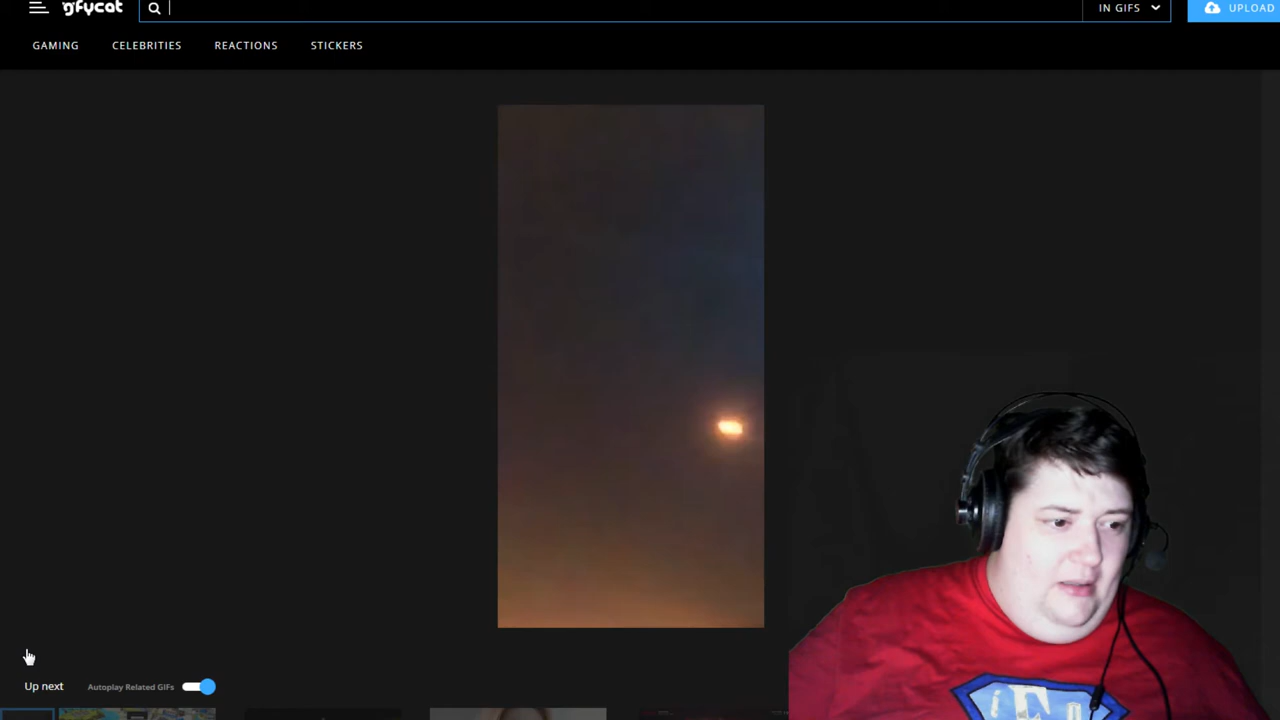 gfycat
IN GIFS
UPLOAD
GAMING
CELEBRITIES
REACTIONS
STICKERS
Up next
Autoplay Related GIFs